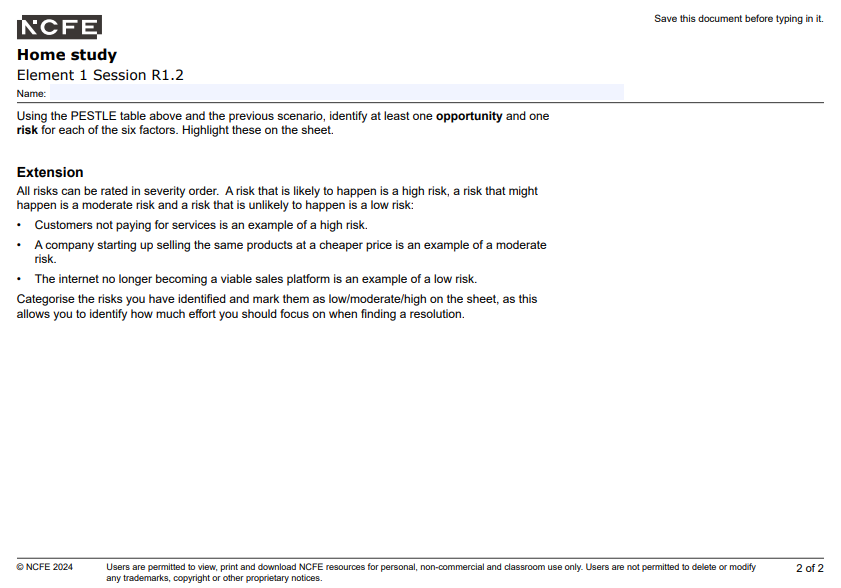 NCFE
Save this document before typing in it.
Home study
Element 1 Session R1.2
Name:
Using the PESTLE table above and the previous scenario, identify at least one opportunity and one
risk for each of the six factors. Highlight these on the sheet.
Extension
All risks can be rated in severity order.  A risk that is likely to happen is a high risk, a risk that might
happen is a moderate risk and a risk that is unlikely to happen is a low risk:
• Customers not paying for services is an example of a high risk.
• A company starting up selling the same products at a cheaper price is an example of a moderate
risk.
• The internet no longer becoming a viable sales platform is an example of a low risk.
Categorise the risks you have identified and mark them as low/moderate/high on the sheet, as this
allows you to identify how much effort you should focus on when finding a resolution.
© NCFE 2024
Users are permitted to view, print and download NCFE resources for personal, non-commercial and classroom use only. Users are not permitted to delete or modify
any trademarks, copyright or other proprietary notices.
2 of 2